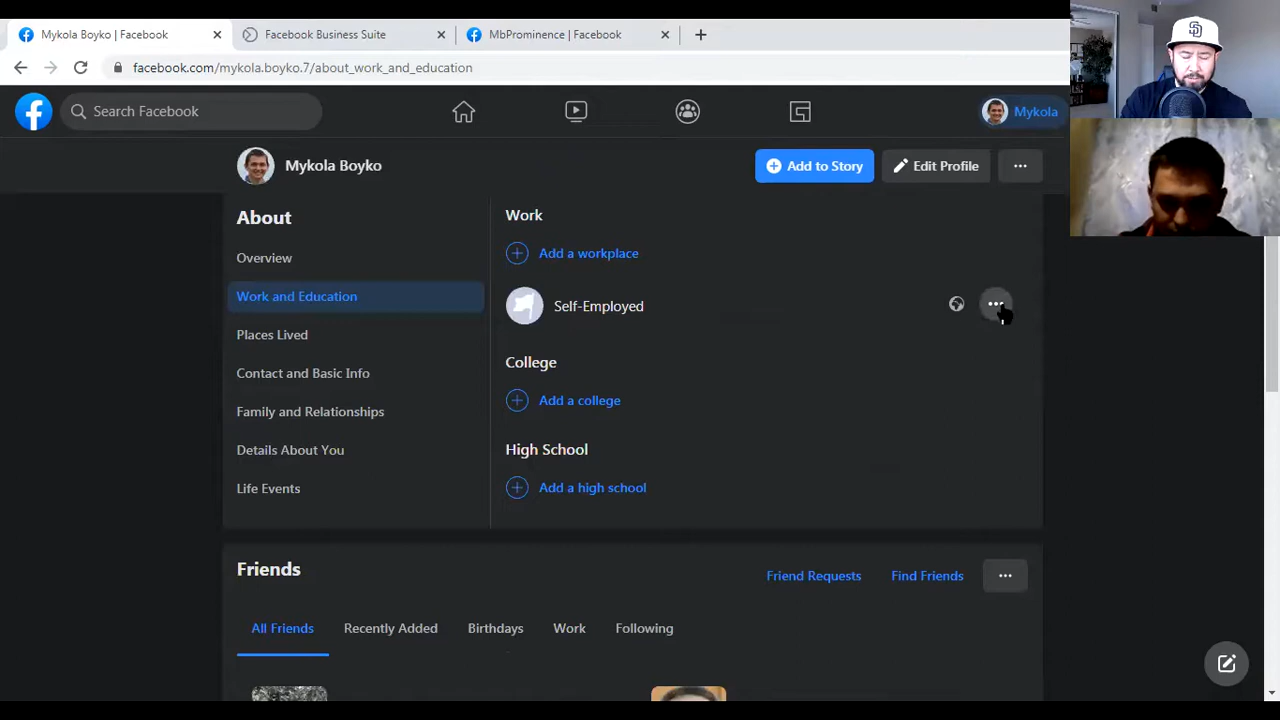 Mykola Boyko | Facebook
Facebook Business Suite
MbProminence | Facebook
facebook.com/mykola.boyko.7/about_work_and_education
Search Facebook
Mykola
Mykola Boyko
Add to Story
Edit Profile
About
Overview
Work and Education
Places Lived
Contact and Basic Info
Family and Relationships
Details About You
Life Events
Work
Add a workplace
Self-Employed
College
Add a college
High School
Add a high school
Friends
Friend Requests
Find Friends
All Friends
Recently Added
Birthdays
Work
Following